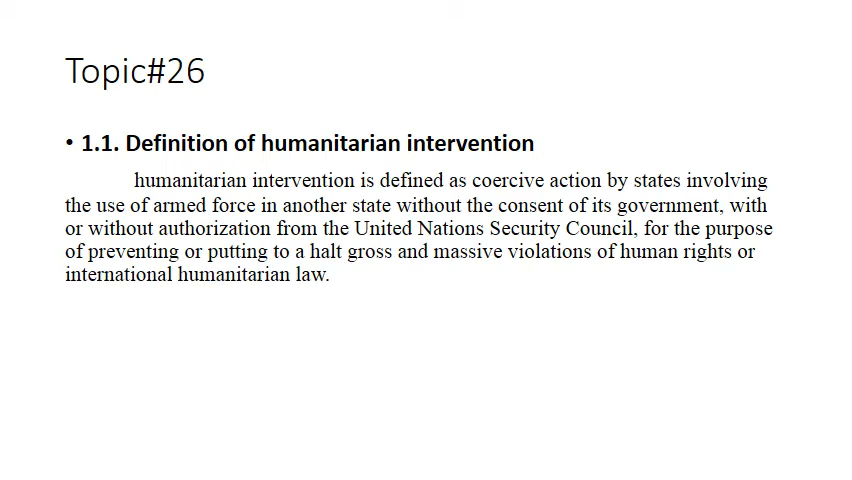 Topic#26
• 1.1. Definition of humanitarian intervention
humanitarian intervention is defined as coercive action by states involving
the use of armed force in another state without the consent of its government, with
or without authorization from the United Nations Security Council, for the purpose
of preventing or putting to a halt gross and massive violations of human rights or
international humanitarian law.